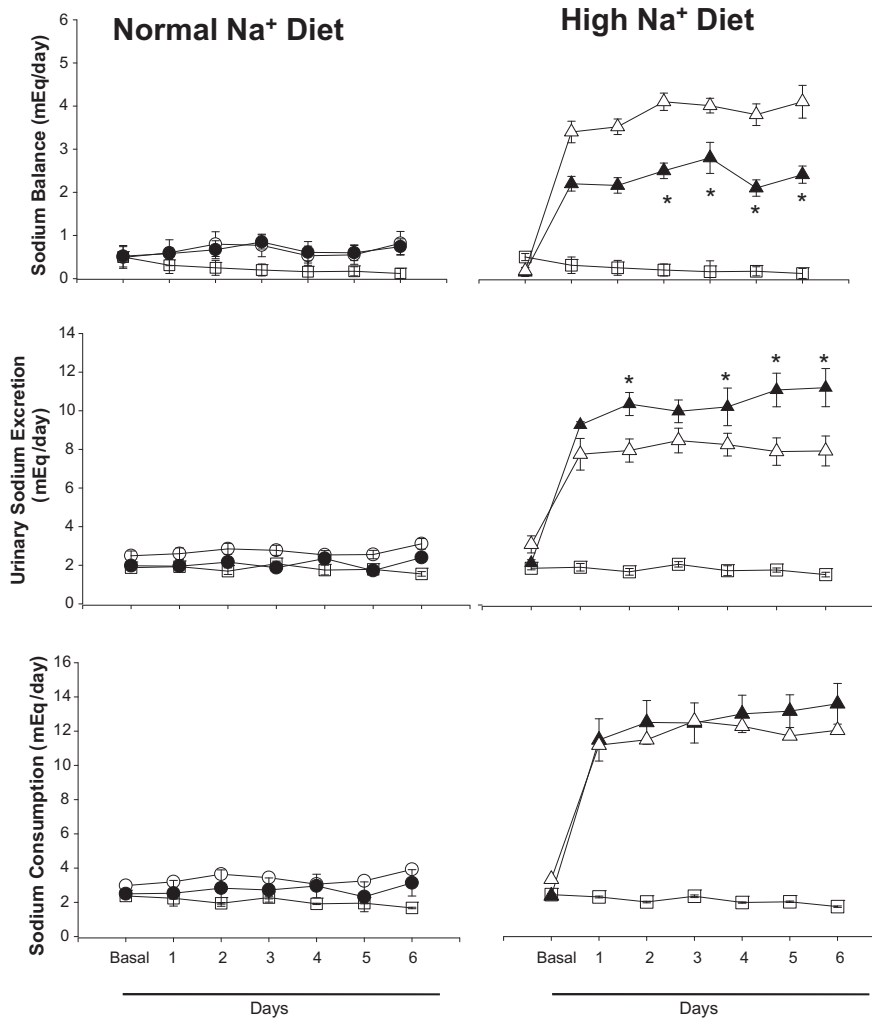 Normal Na+ Diet
High Na+ Diet
Sodium Balance (mEq/day)
6
5
4
3
2
1
0
* * * *
Urinary Sodium Excretion
(mEq/day)
14
12
10
8
6
4
2
0
* * * *
Sodium Consumption (mEq/day)
16
14
12
10
8
6
4
2
0
Basal 1 2 3 4 5 6
Basal 1 2 3 4 5 6
Days
Days